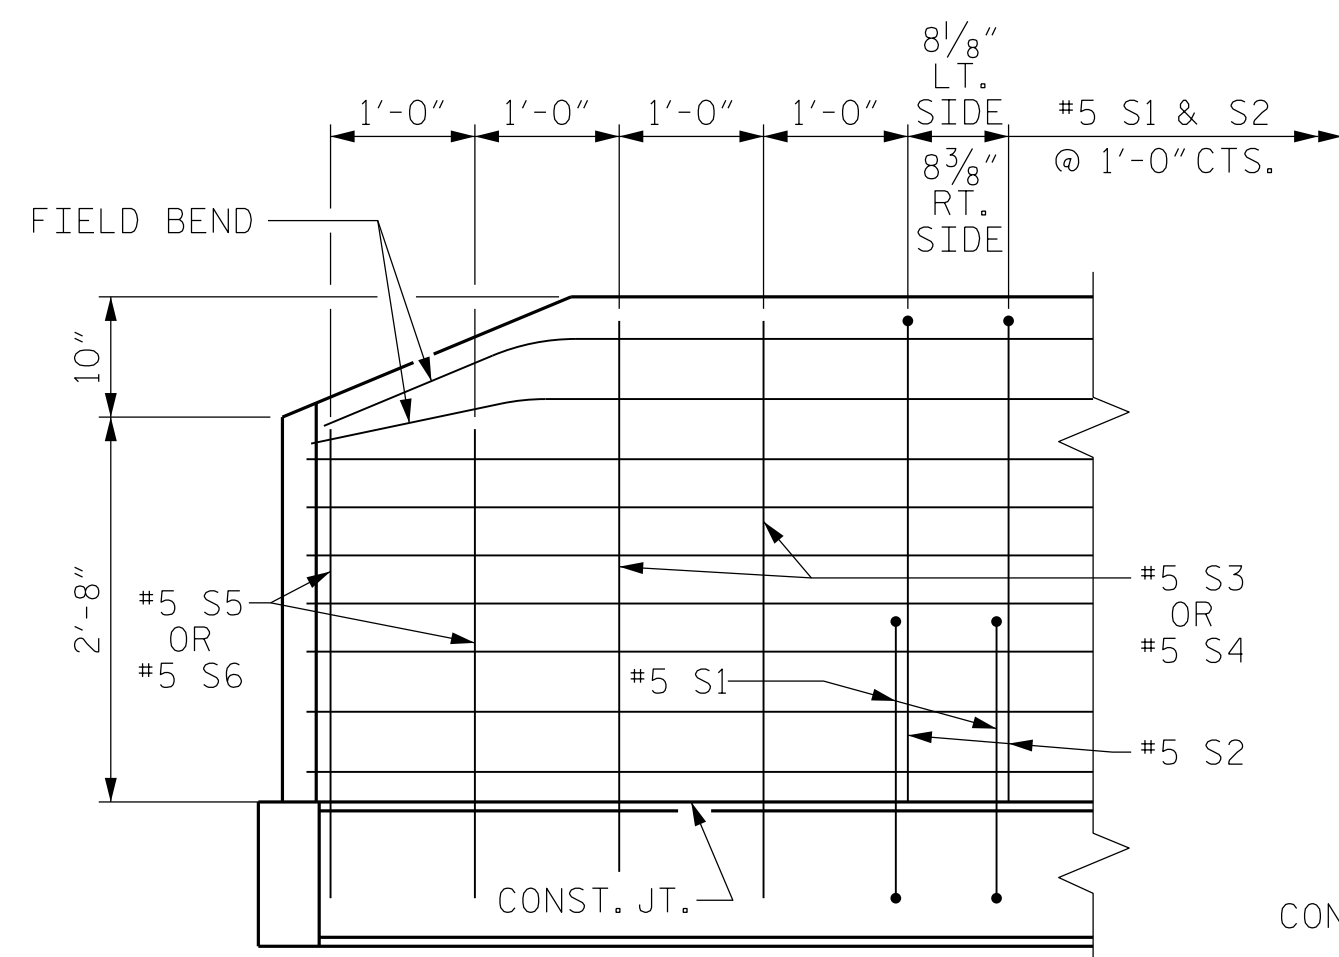 8 1/8"
LT.
SIDE
1'-0" 1'-0" 1'-0" 1'-0"
#5 S1 & S2
@ 1'-0" CTS.
8 3/8"
RT.
SIDE
FIELD BEND
10"
2'-8"
#5 S5
OR
#5 S6
#5 S3
OR
#5 S4
#5 S1
#5 S2
CONST. JT.
CON